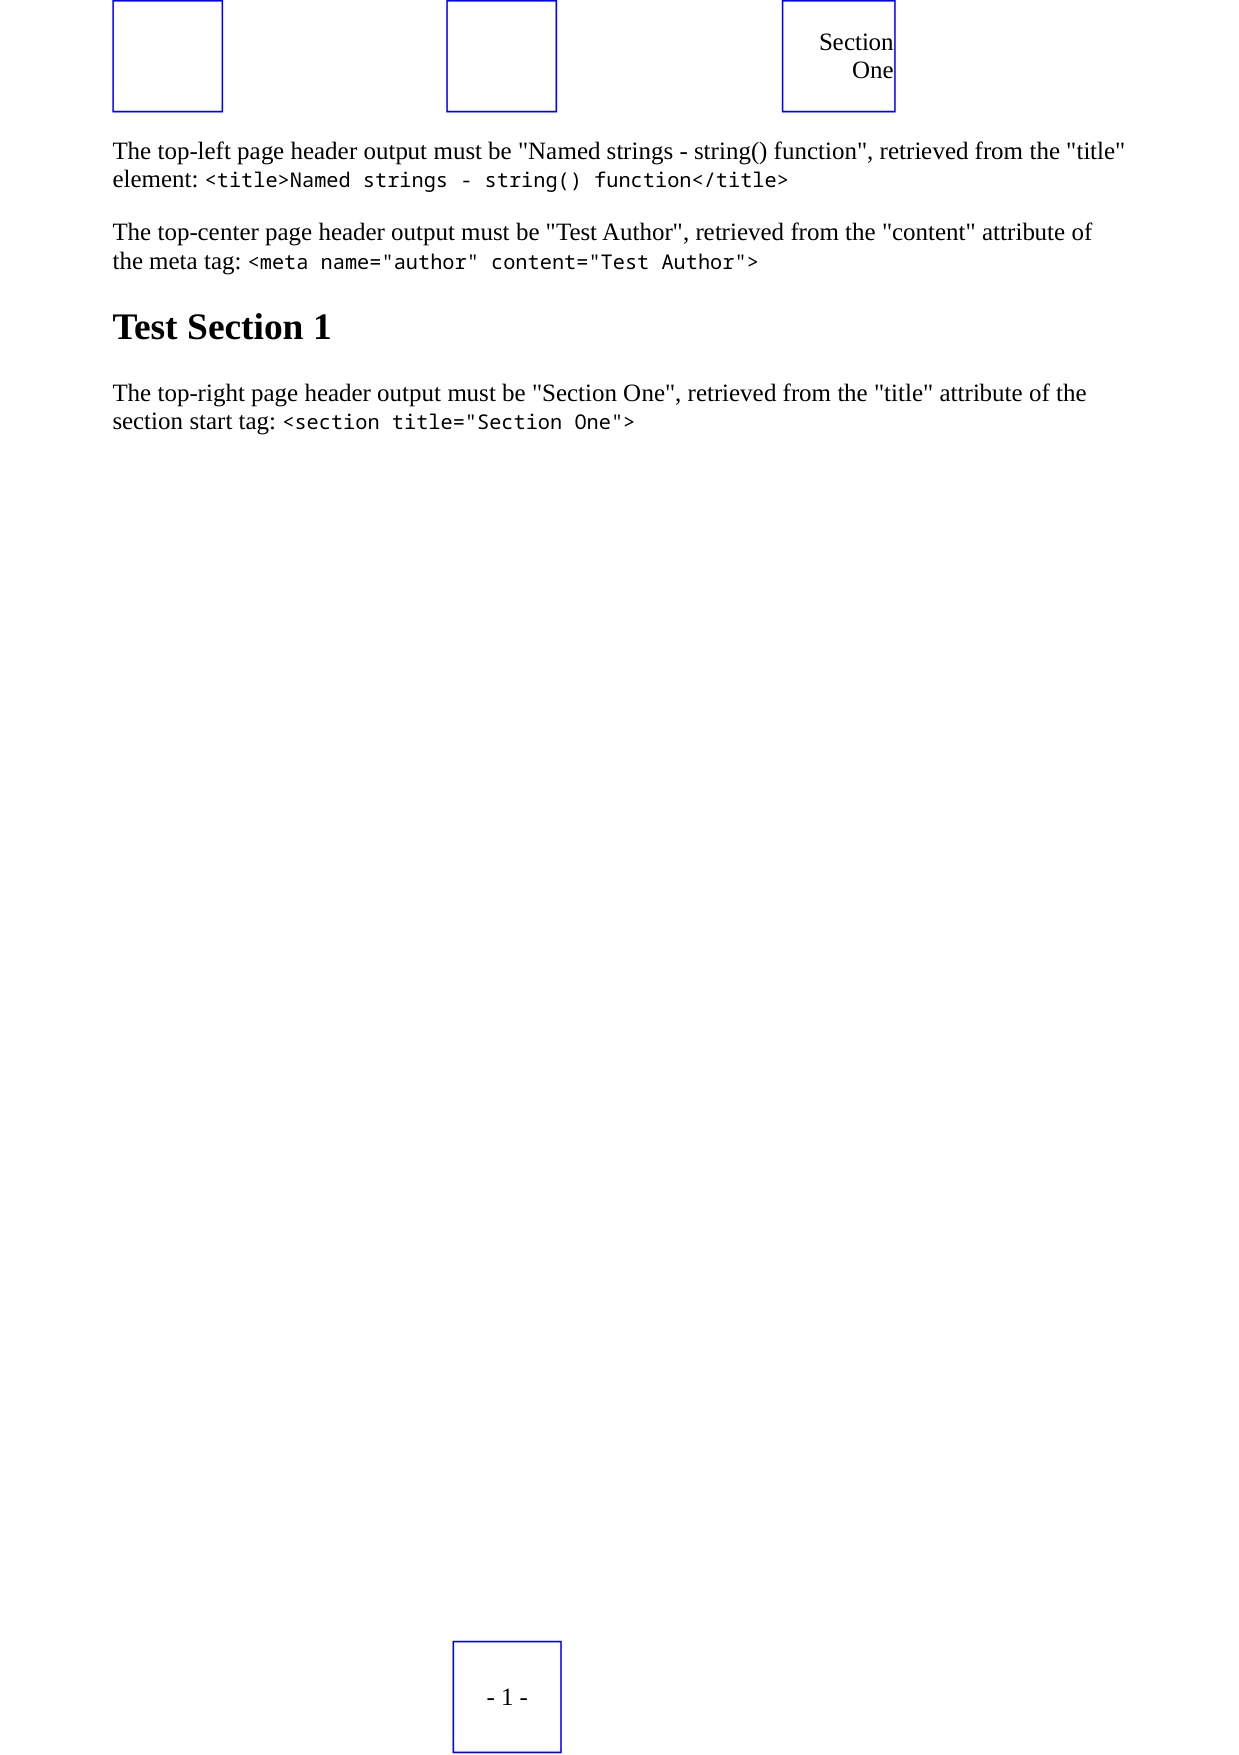 Section
One
The top-left page header output must be "Named strings - string() function", retrieved from the "title"
element: <title>Named strings - string() function</title>
The top-center page header output must be "Test Author", retrieved from the "content" attribute of
the meta tag: <meta name="author" content="Test Author">
Test Section 1
The top-right page header output must be "Section One", retrieved from the "title" attribute of the
section start tag: <section title="Section One">
- 1 -